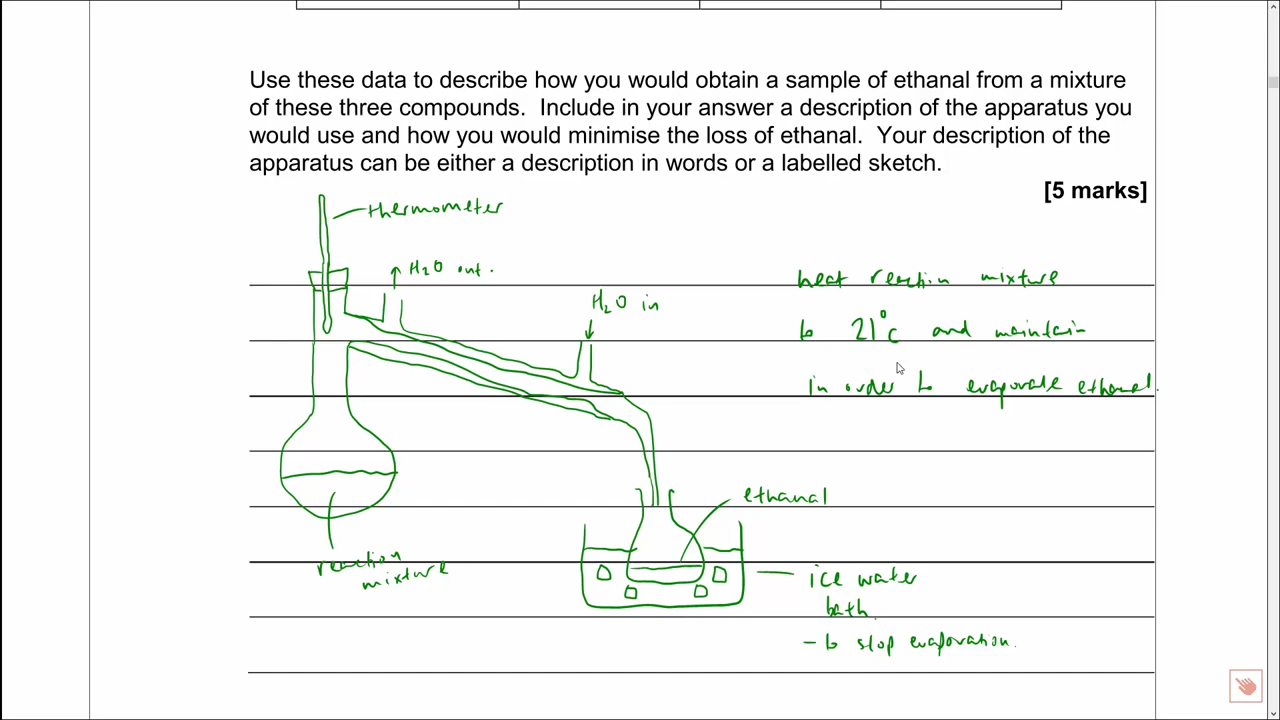 Use these data to describe how you would obtain a sample of ethanal from a mixture
of these three compounds.  Include in your answer a description of the apparatus you
would use and how you would minimise the loss of ethanal.  Your description of the
apparatus can be either a description in words or a labelled sketch.
[5 marks]
thermometer
H₂O out.
H₂O in
heat reaction mixture
to 21°c and maintain
in order to evaporate ethanal.
ethanal
reaction
mixture
ice water
bath.
- to stop evaporation.